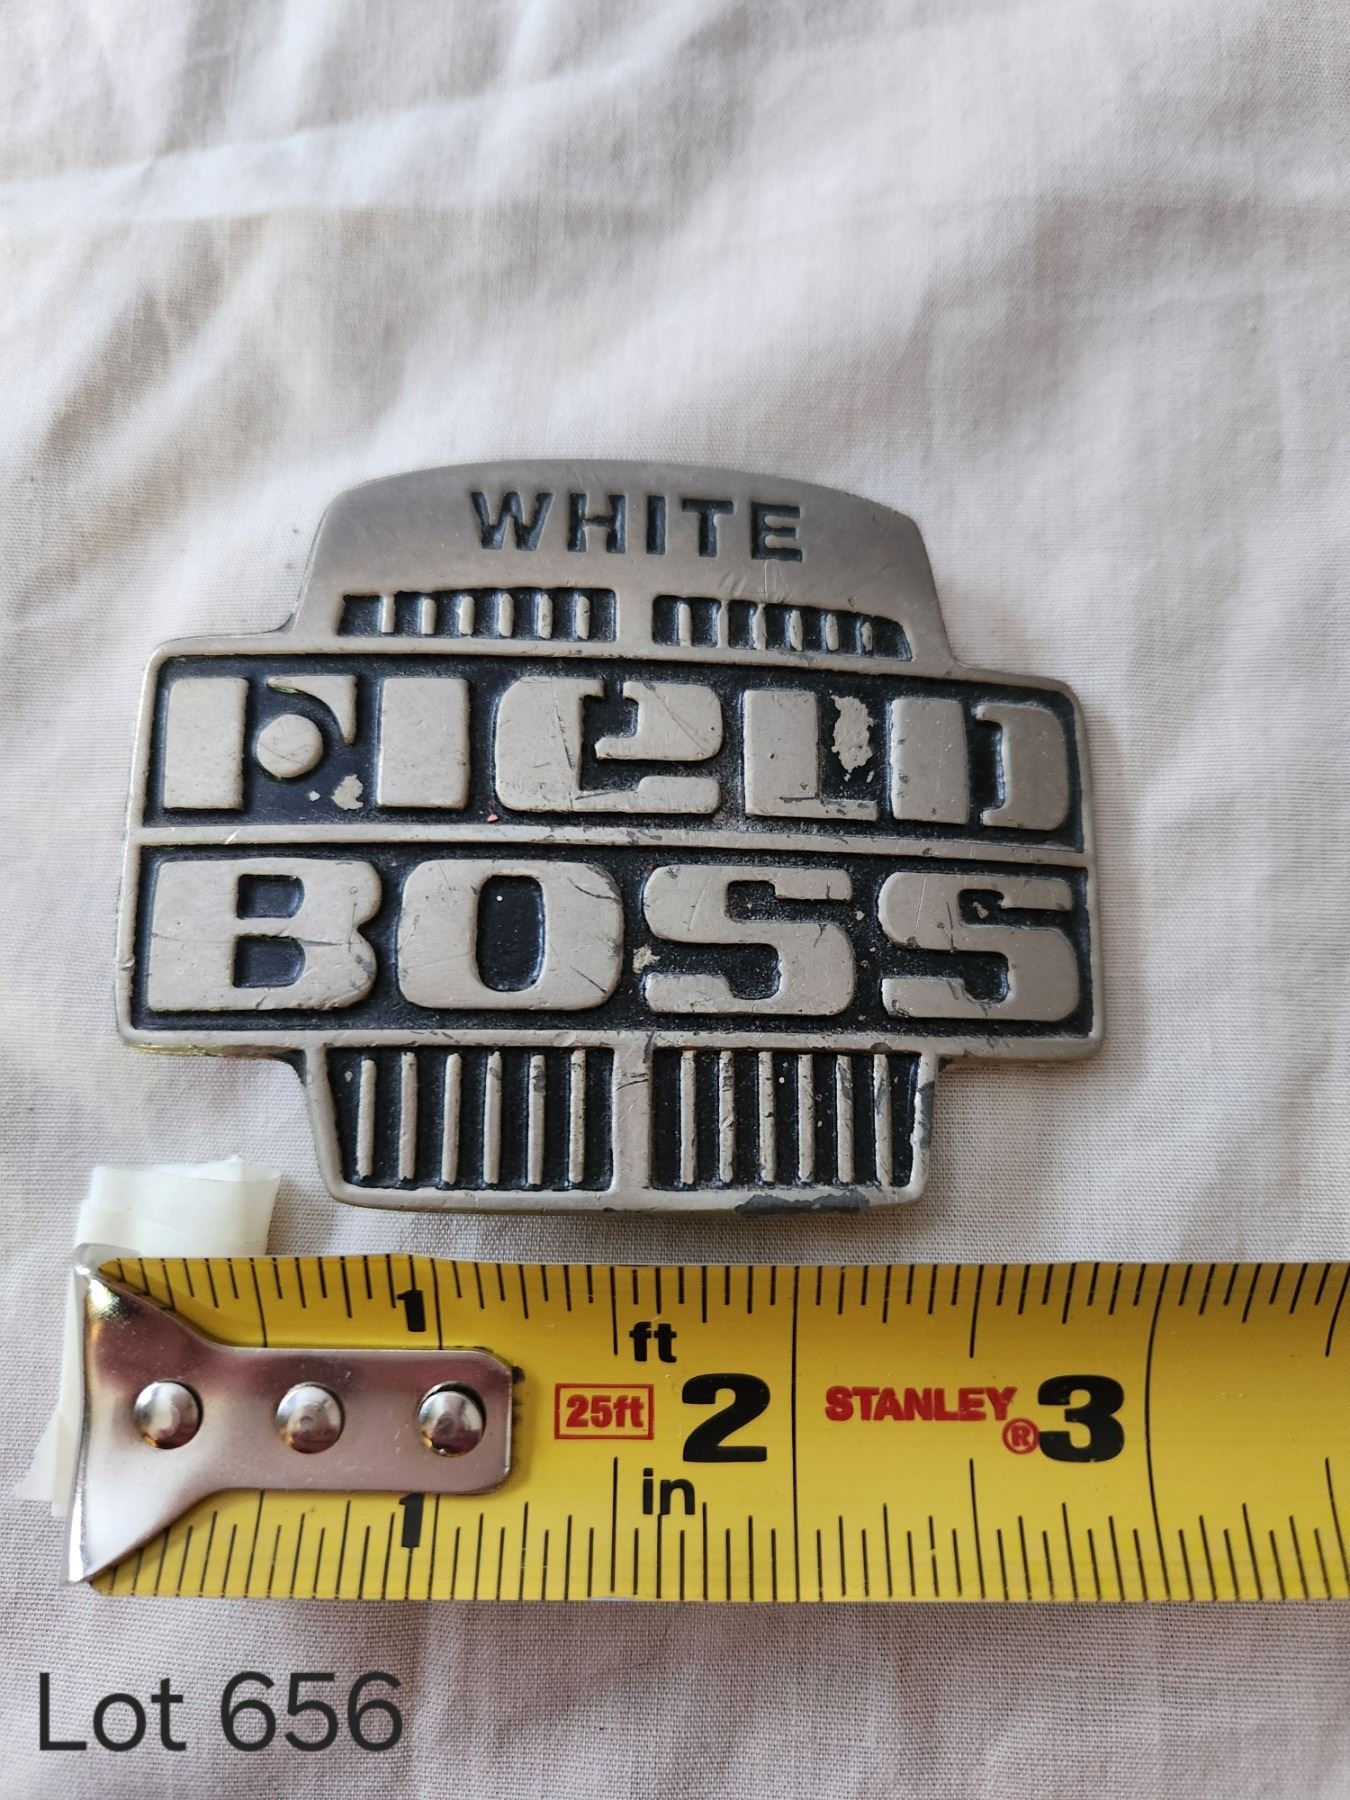 WHITE
FIELD
BOSS
1
ft
25ft
2
STANLEY®
3
in
1
Lot 656